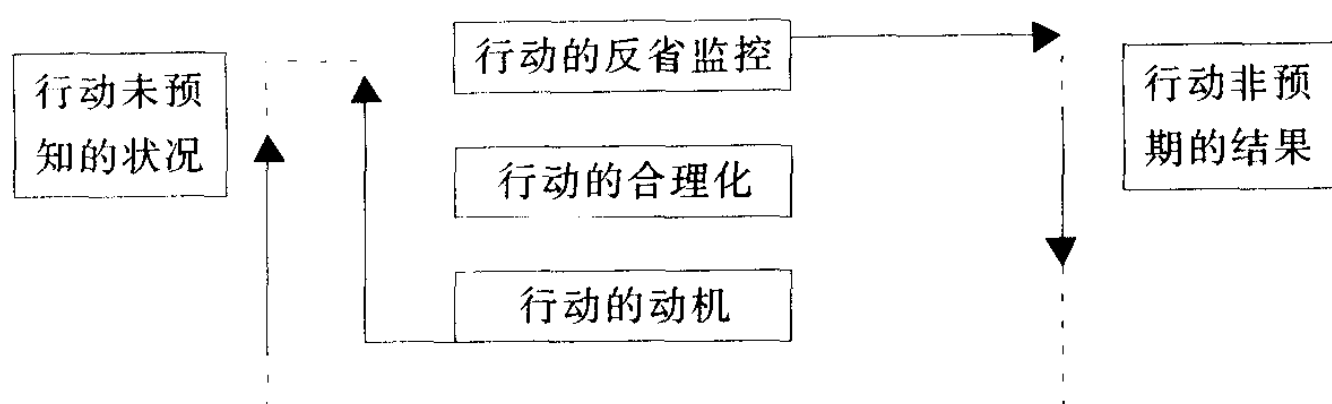 行动未预
知的状况
行动的反省监控
行动的合理化
行动的动机
行动非预
期的结果